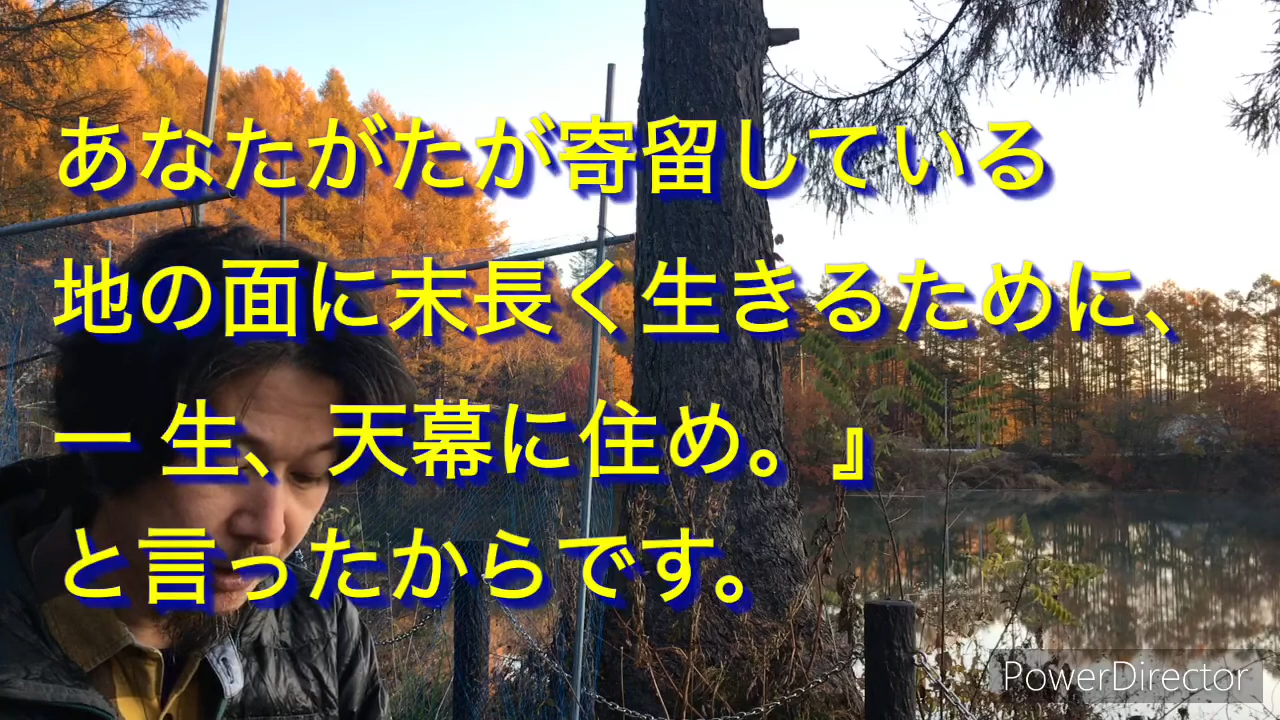 あなたがたが寄留している
地の面に末長く生きるために、
一 生、天幕に住め。』
と言ったからです。
PowerDirector